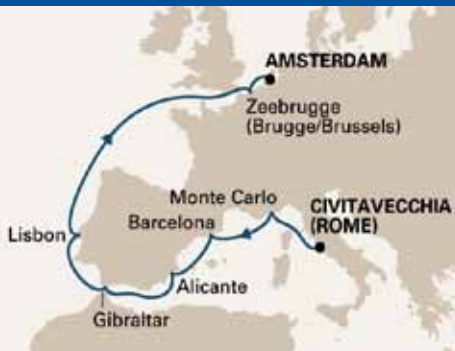 AMSTERDAM
Zeebrugge
(Brugge/Brussels)
Monte Carlo
CIVITAVECCHIA
(ROME)
Barcelona
Lisbon
Alicante
Gibraltar